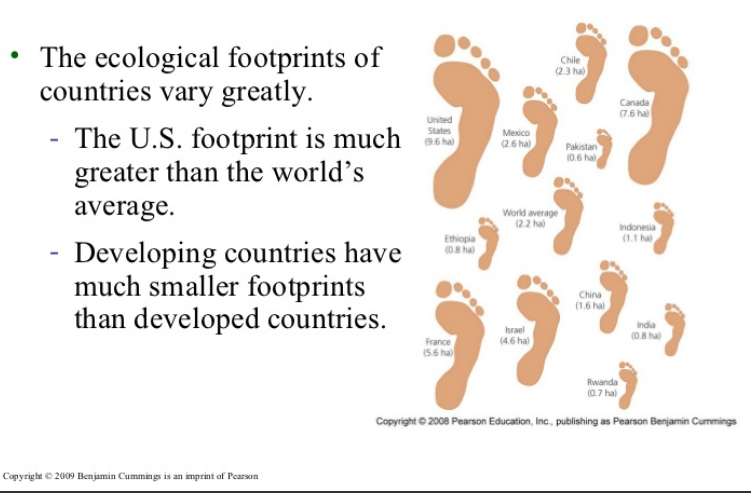 • The ecological footprints of
countries vary greatly.
- The U.S. footprint is much
greater than the world's
average.
- Developing countries have
much smaller footprints
than developed countries.
Chile
(2.3 ha)
Canada
(7.6 ha)
United
States
(9.6 ha)
Mexico
(2.6 ha)
Pakistan
(0.6 ha)
World average
(2.2 ha)
Indonesia
(1.1 ha)
Ethiopia
(0.8 ha)
China
(1.6 ha)
India
(0.8 ha)
Israel
(4.6 ha)
France
(5.6 ha)
Rwanda
(0.7 ha)
Copyright © 2008 Pearson Education, Inc., publishing as Pearson Benjamin Cummings
Copyright © 2009 Benjamin Cummings is an imprint of Pearson